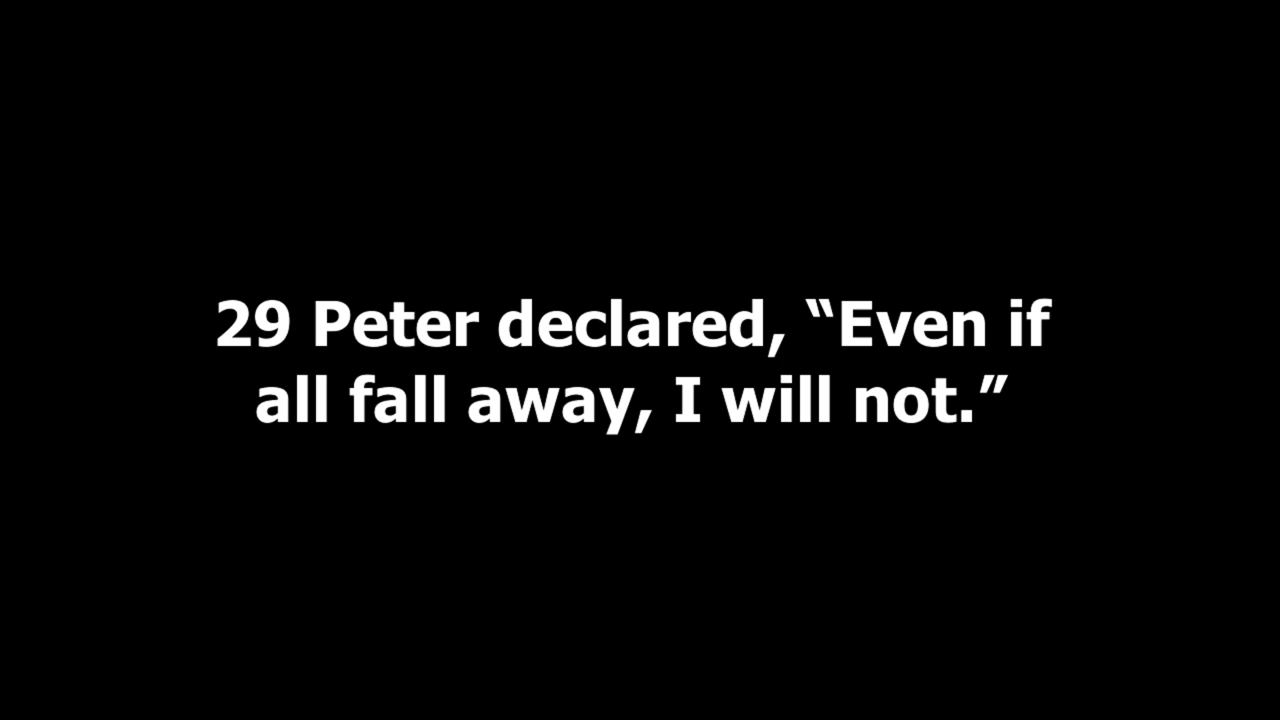 29 Peter declared, “Even if
all fall away, I will not.”